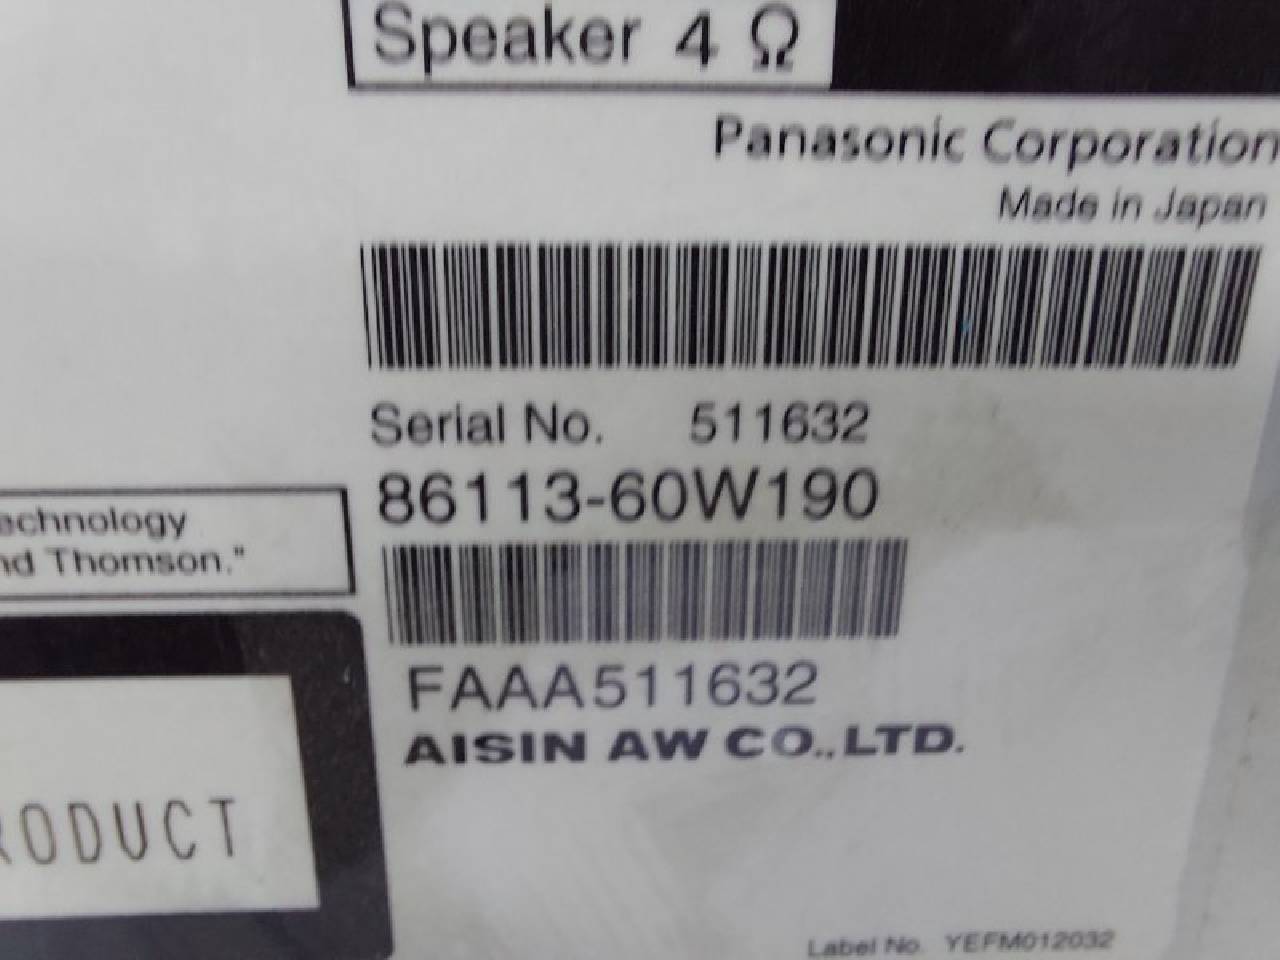 Speaker 4 Ω
Panasonic Corporation
Made in Japan
Serial No. 511632
86113-60W190
echnology
nd Thomson."
FAAA511632
AISIN AW CO.,LTD.
RODUCT
Label No. YEFM012032